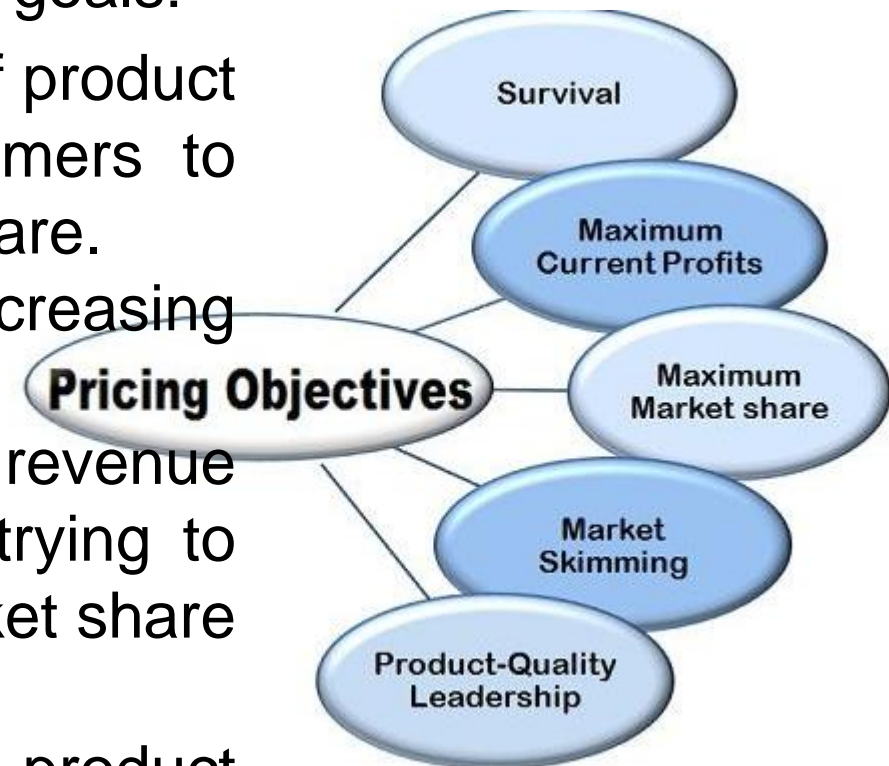 goals.
product
mers to
are.
creasing
revenue
trying to
ket share
product
Survival
Maximum
Current Profits
Maximum
Market share
Pricing Objectives
Market
Skimming
Product-Quality
Leadership